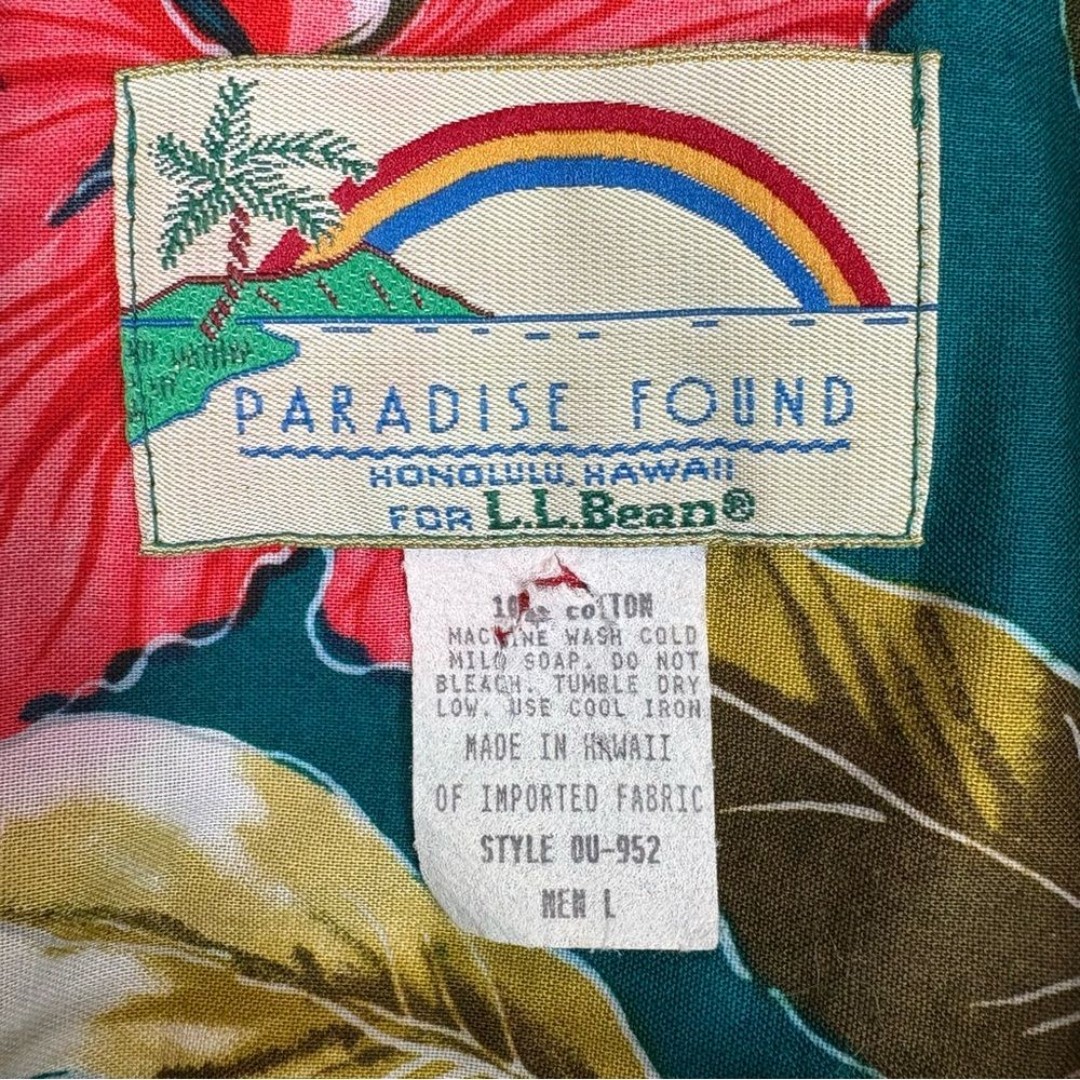 PARADISE FOUND
HONOLULU, HAWAII
FOR L.L.Bean®
COTTON
MACHINE WASH COLD
MILD SOAP. DO NOT
BLEACH. TUMBLE DRY
LOW. USE COOL IRON
MADE IN HAWAII
OF IMPORTED FABRIC
STYLE OU-952
MEN L